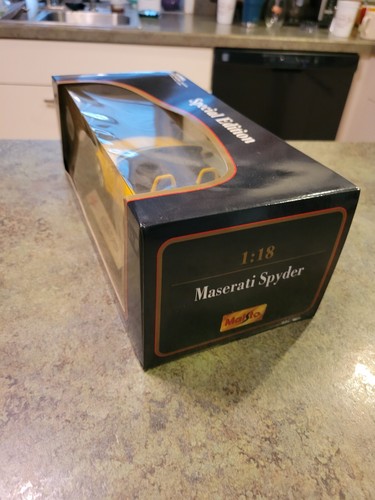 Special Edition
1:18
Maserati Spyder
Maisto